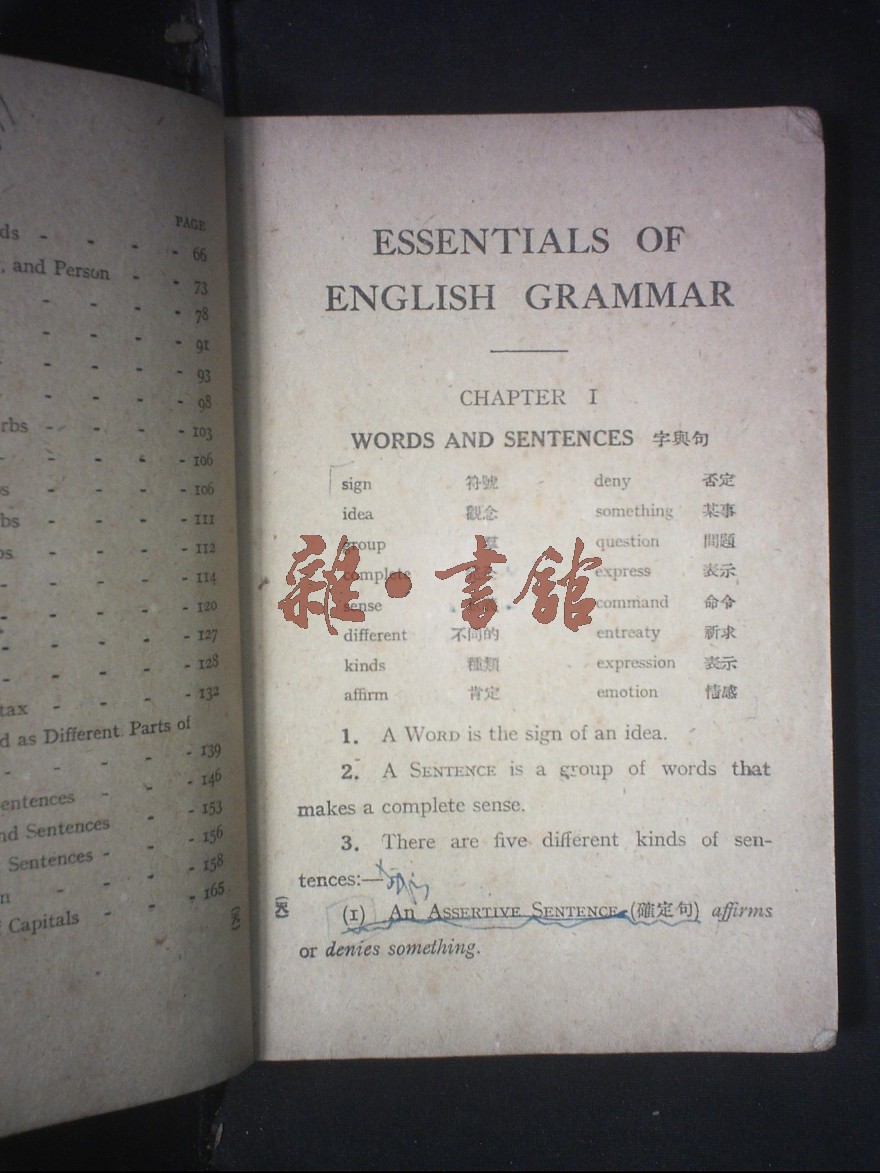 PAGE
ds - - - - 66
, and Person - - 73
- - - - 78
- - - - 91
- - - - 93
- - - - 98
rbs - - - - 103
- - - - 106
s - - - - 106
bs - - - - 111
os. - - - - 112
- - - - 114
- - - - 120
- - - - 127
- - - - 128
tax - - - - 132
d as Different Parts of
- - - - 139
entences - - - 146
nd Sentences - - 153
Sentences - - 156
n - - - 158
f Capitals - - - 165
ESSENTIALS OF
ENGLISH GRAMMAR
CHAPTER I
WORDS AND SENTENCES 字與句
sign 符號 deny 否定
idea 觀念 something 某事
group 羣 question 問題
complete express 表示
sense command 命令
different 不同的 entreaty 祈求
kinds 種類 expression 表示
affirm 肯定 emotion 情感
雜·書館
1. A WORD is the sign of an idea.
2. A SENTENCE is a group of words that
makes a complete sense.
3. There are five different kinds of sen-
tences:—
(1) An ASSERTIVE SENTENCE (確定句) affirms
or denies something.